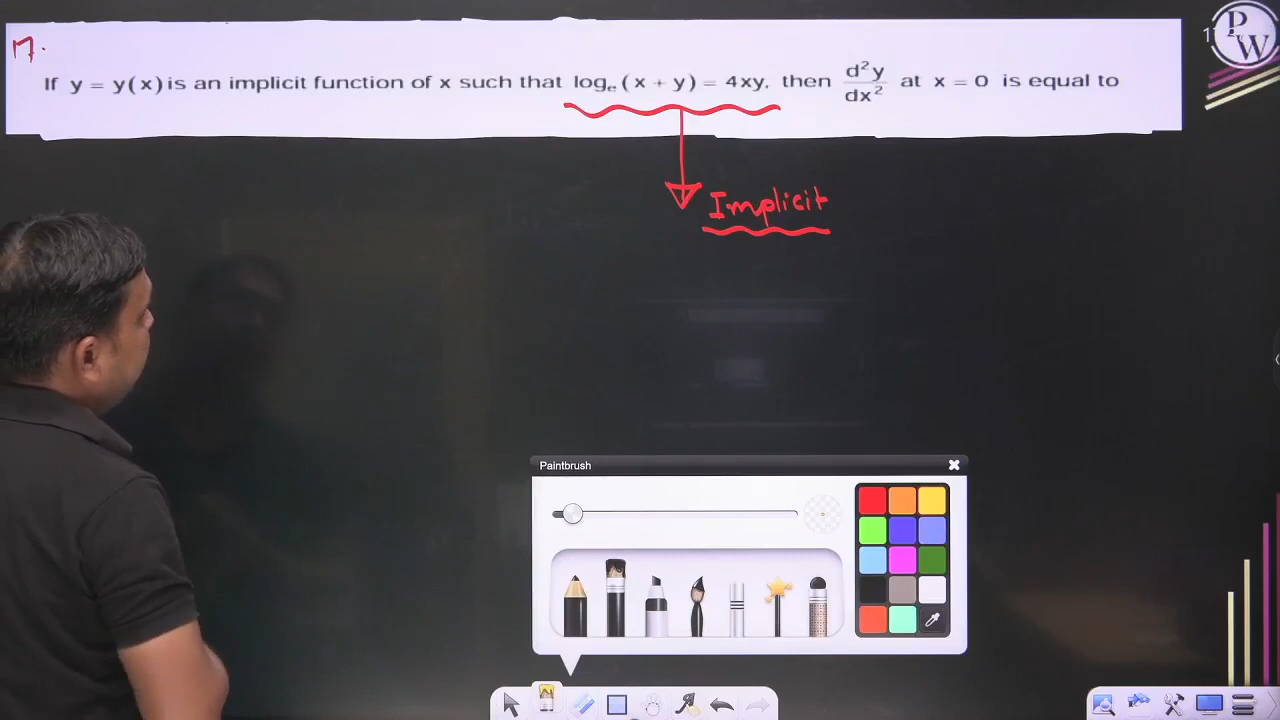 17.
If y = y(x) is an implicit function of x such that logₑ(x + y) = 4xy, then d²y/dx² at x = 0 is equal to
Implicit
Paintbrush
PW